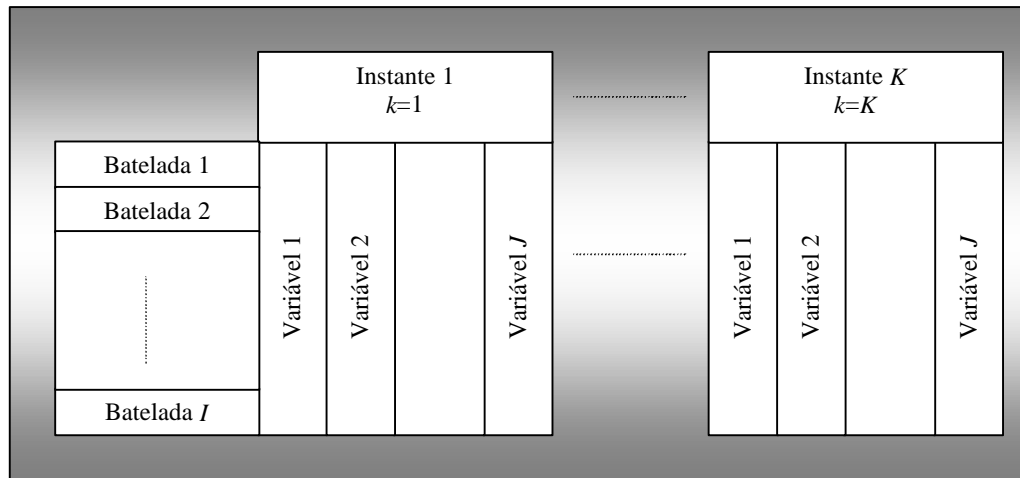 Instante 1
k=1
Instante K
k=K
Batelada 1
Batelada 2
Batelada I
Variável 1
Variável 2
Variável J
Variável 1
Variável 2
Variável J